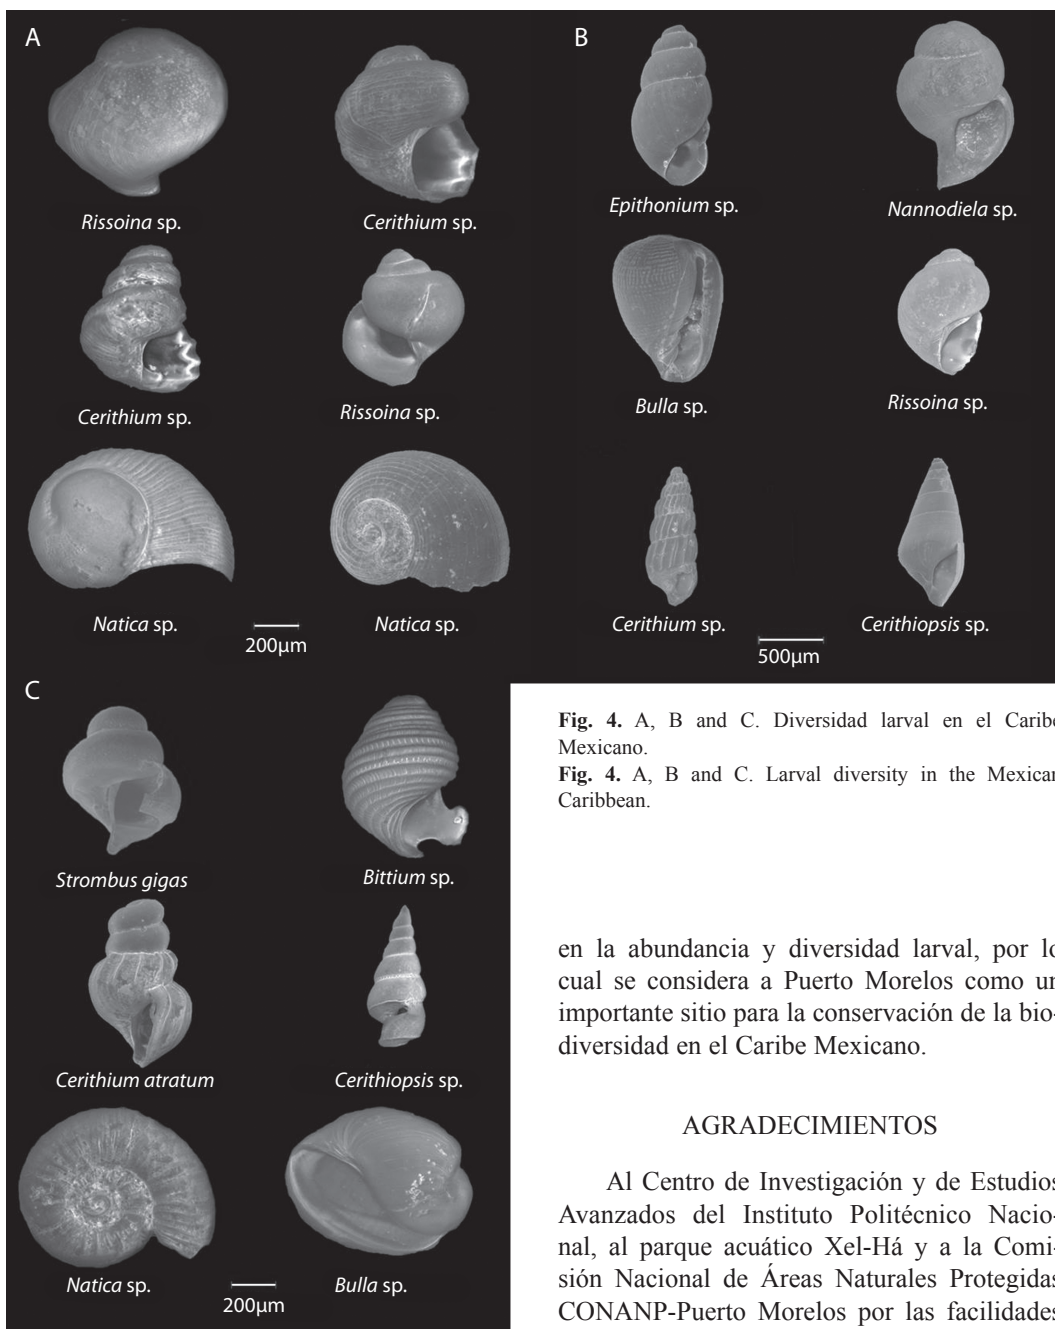 A
Rissoina sp.
Cerithium sp.
Cerithium sp.
Rissoina sp.
Natica sp.
Natica sp.
200µm
B
Epithonium sp.
Nannodiela sp.
Bulla sp.
Rissoina sp.
Cerithium sp.
Cerithiopsis sp.
500µm
C
Strombus gigas
Bittium sp.
Cerithium atratum
Cerithiopsis sp.
Natica sp.
Bulla sp.
200µm
Fig. 4. A, B and C. Diversidad larval en el Caribe
Mexicano.
Fig. 4. A, B and C. Larval diversity in the Mexican
Caribbean.
en la abundancia y diversidad larval, por lo
cual se considera a Puerto Morelos como un
importante sitio para la conservación de la bio-
diversidad en el Caribe Mexicano.
AGRADECIMIENTOS
Al Centro de Investigación y de Estudios
Avanzados del Instituto Politécnico Nacio-
nal, al parque acuático Xel-Há y a la Comi-
sión Nacional de Áreas Naturales Protegidas
CONANP-Puerto Morelos por las facilidades